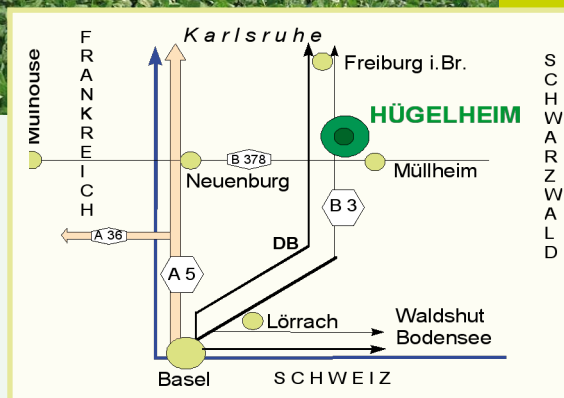 Karlsruhe
FRANKREICH
Mulhouse
Freiburg i.Br.
SCHWARZWALD
HÜGELHEIM
B 378
Neuenburg
Müllheim
B 3
A 36
DB
A 5
Lörrach
Waldshut
Bodensee
Basel
SCHWEIZ